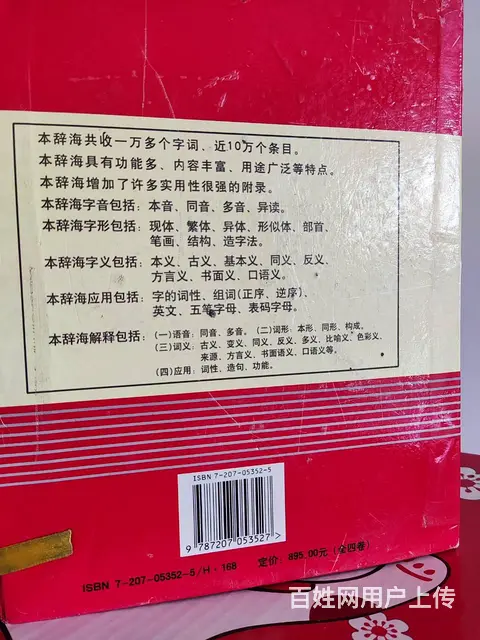 本辞海共收一万多个字词、近10万个条目。
本辞海具有功能多、内容丰富、用途广泛等特点。
本辞海增加了许多实用性很强的附录。
本辞海字音包括：本音、同音、多音、异读。
本辞海字形包括：现体、繁体、异体、形似体、部首、
笔画、结构、造字法。
本辞海字义包括：本义、古义、基本义、同义、反义、
方言义、书面义、口语义。
本辞海应用包括：字的词性、组词(正序、逆序)、
英文、五笔字母、表码字母。
本辞海解释包括：(一)语音：同音、多音。(二)词形：本形、同形、构成。
(三)词义：古义、变义、同义、反义、多义、比喻义、色彩义、
来源、方言义、书面语义、口语义等。
(四)应用：词性、造句、功能。
ISBN 7-207-05352-5
9 787207 053527 >
ISBN 7-207-05352-5/H·168 定价：895.00元（全四卷）
百姓网用户上传